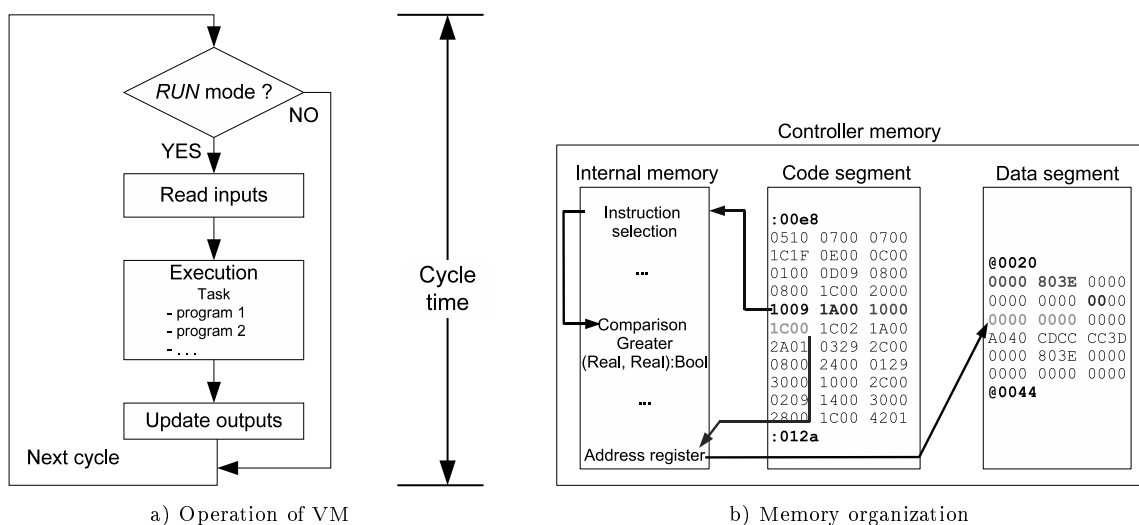 RUN mode ?
NO
YES
Read inputs
Execution
Task
- program 1
- program 2
- . . .
Update outputs
Next cycle
Cycle
time
a) Operation of VM
Controller memory
Internal memory
Instruction
selection
...
Comparison
Greater
(Real, Real):Bool
...
Address register
Code segment
:00e8
0510 0700 0700
1C1F 0E00 0C00
0100 0D09 0800
0800 1C00 2000
1009 1A00 1000
1C00 1C02 1A00
2A01 0329 2C00
0800 2400 0129
3000 1000 2C00
0209 1400 3000
2800 1C00 4201
:012a
Data segment
@0020
0000 803E 0000
0000 0000 0000
0000 0000 0000
A040 CDCC CC3D
0000 803E 0000
0000 0000 0000
@0044
b) Memory organization